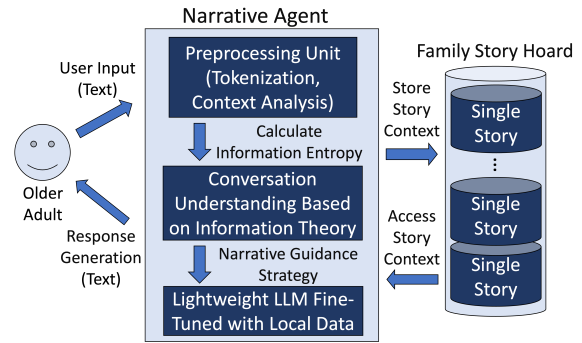 Narrative Agent
Preprocessing Unit
(Tokenization,
Context Analysis)
Calculate
Information Entropy
Conversation
Understanding Based
on Information Theory
Narrative Guidance
Strategy
Lightweight LLM Fine-
Tuned with Local Data
User Input
(Text)
Older
Adult
Response
Generation
(Text)
Store
Story
Context
Access
Story
Context
Family Story Hoard
Single
Story
...
Single
Story
Single
Story